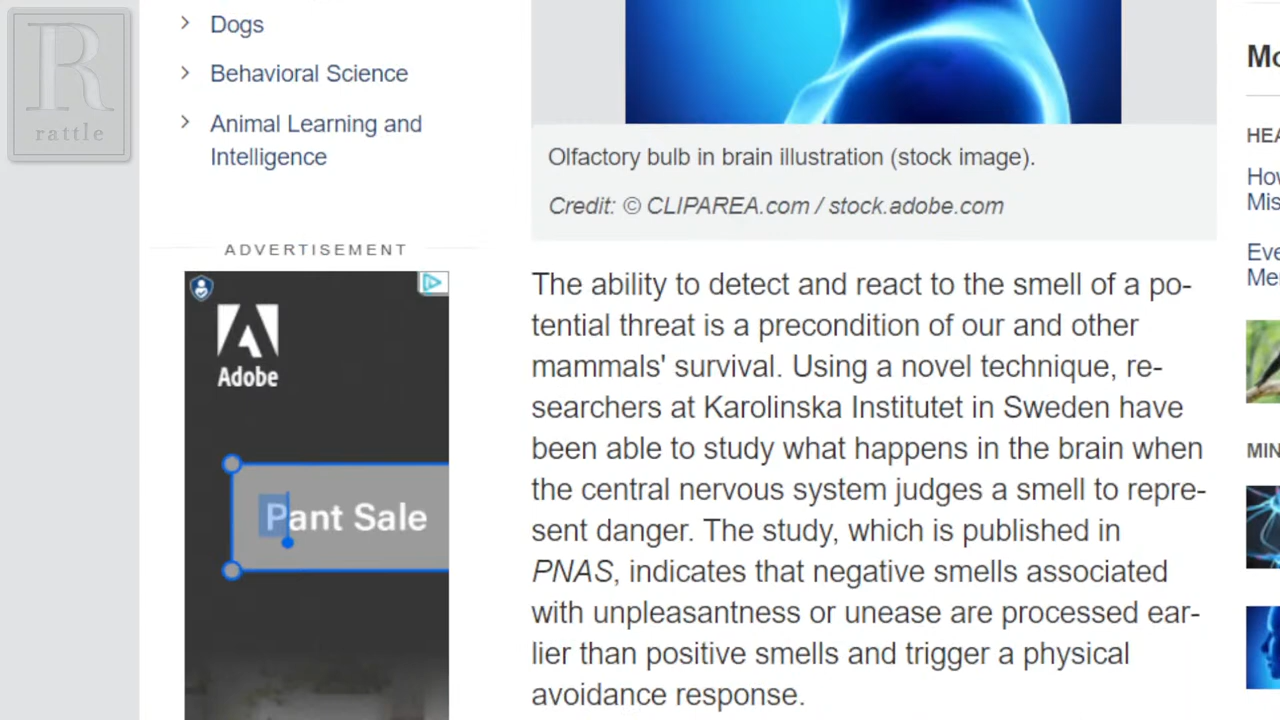 R
rattle
Dogs
Behavioral Science
Animal Learning and
Intelligence
ADVERTISEMENT
Adobe
Pant Sale
Olfactory bulb in brain illustration (stock image).
Credit: © CLIPAREA.com / stock.adobe.com
The ability to detect and react to the smell of a po-
tential threat is a precondition of our and other
mammals' survival. Using a novel technique, re-
searchers at Karolinska Institutet in Sweden have
been able to study what happens in the brain when
the central nervous system judges a smell to repre-
sent danger. The study, which is published in
PNAS, indicates that negative smells associated
with unpleasantness or unease are processed ear-
lier than positive smells and trigger a physical
avoidance response.